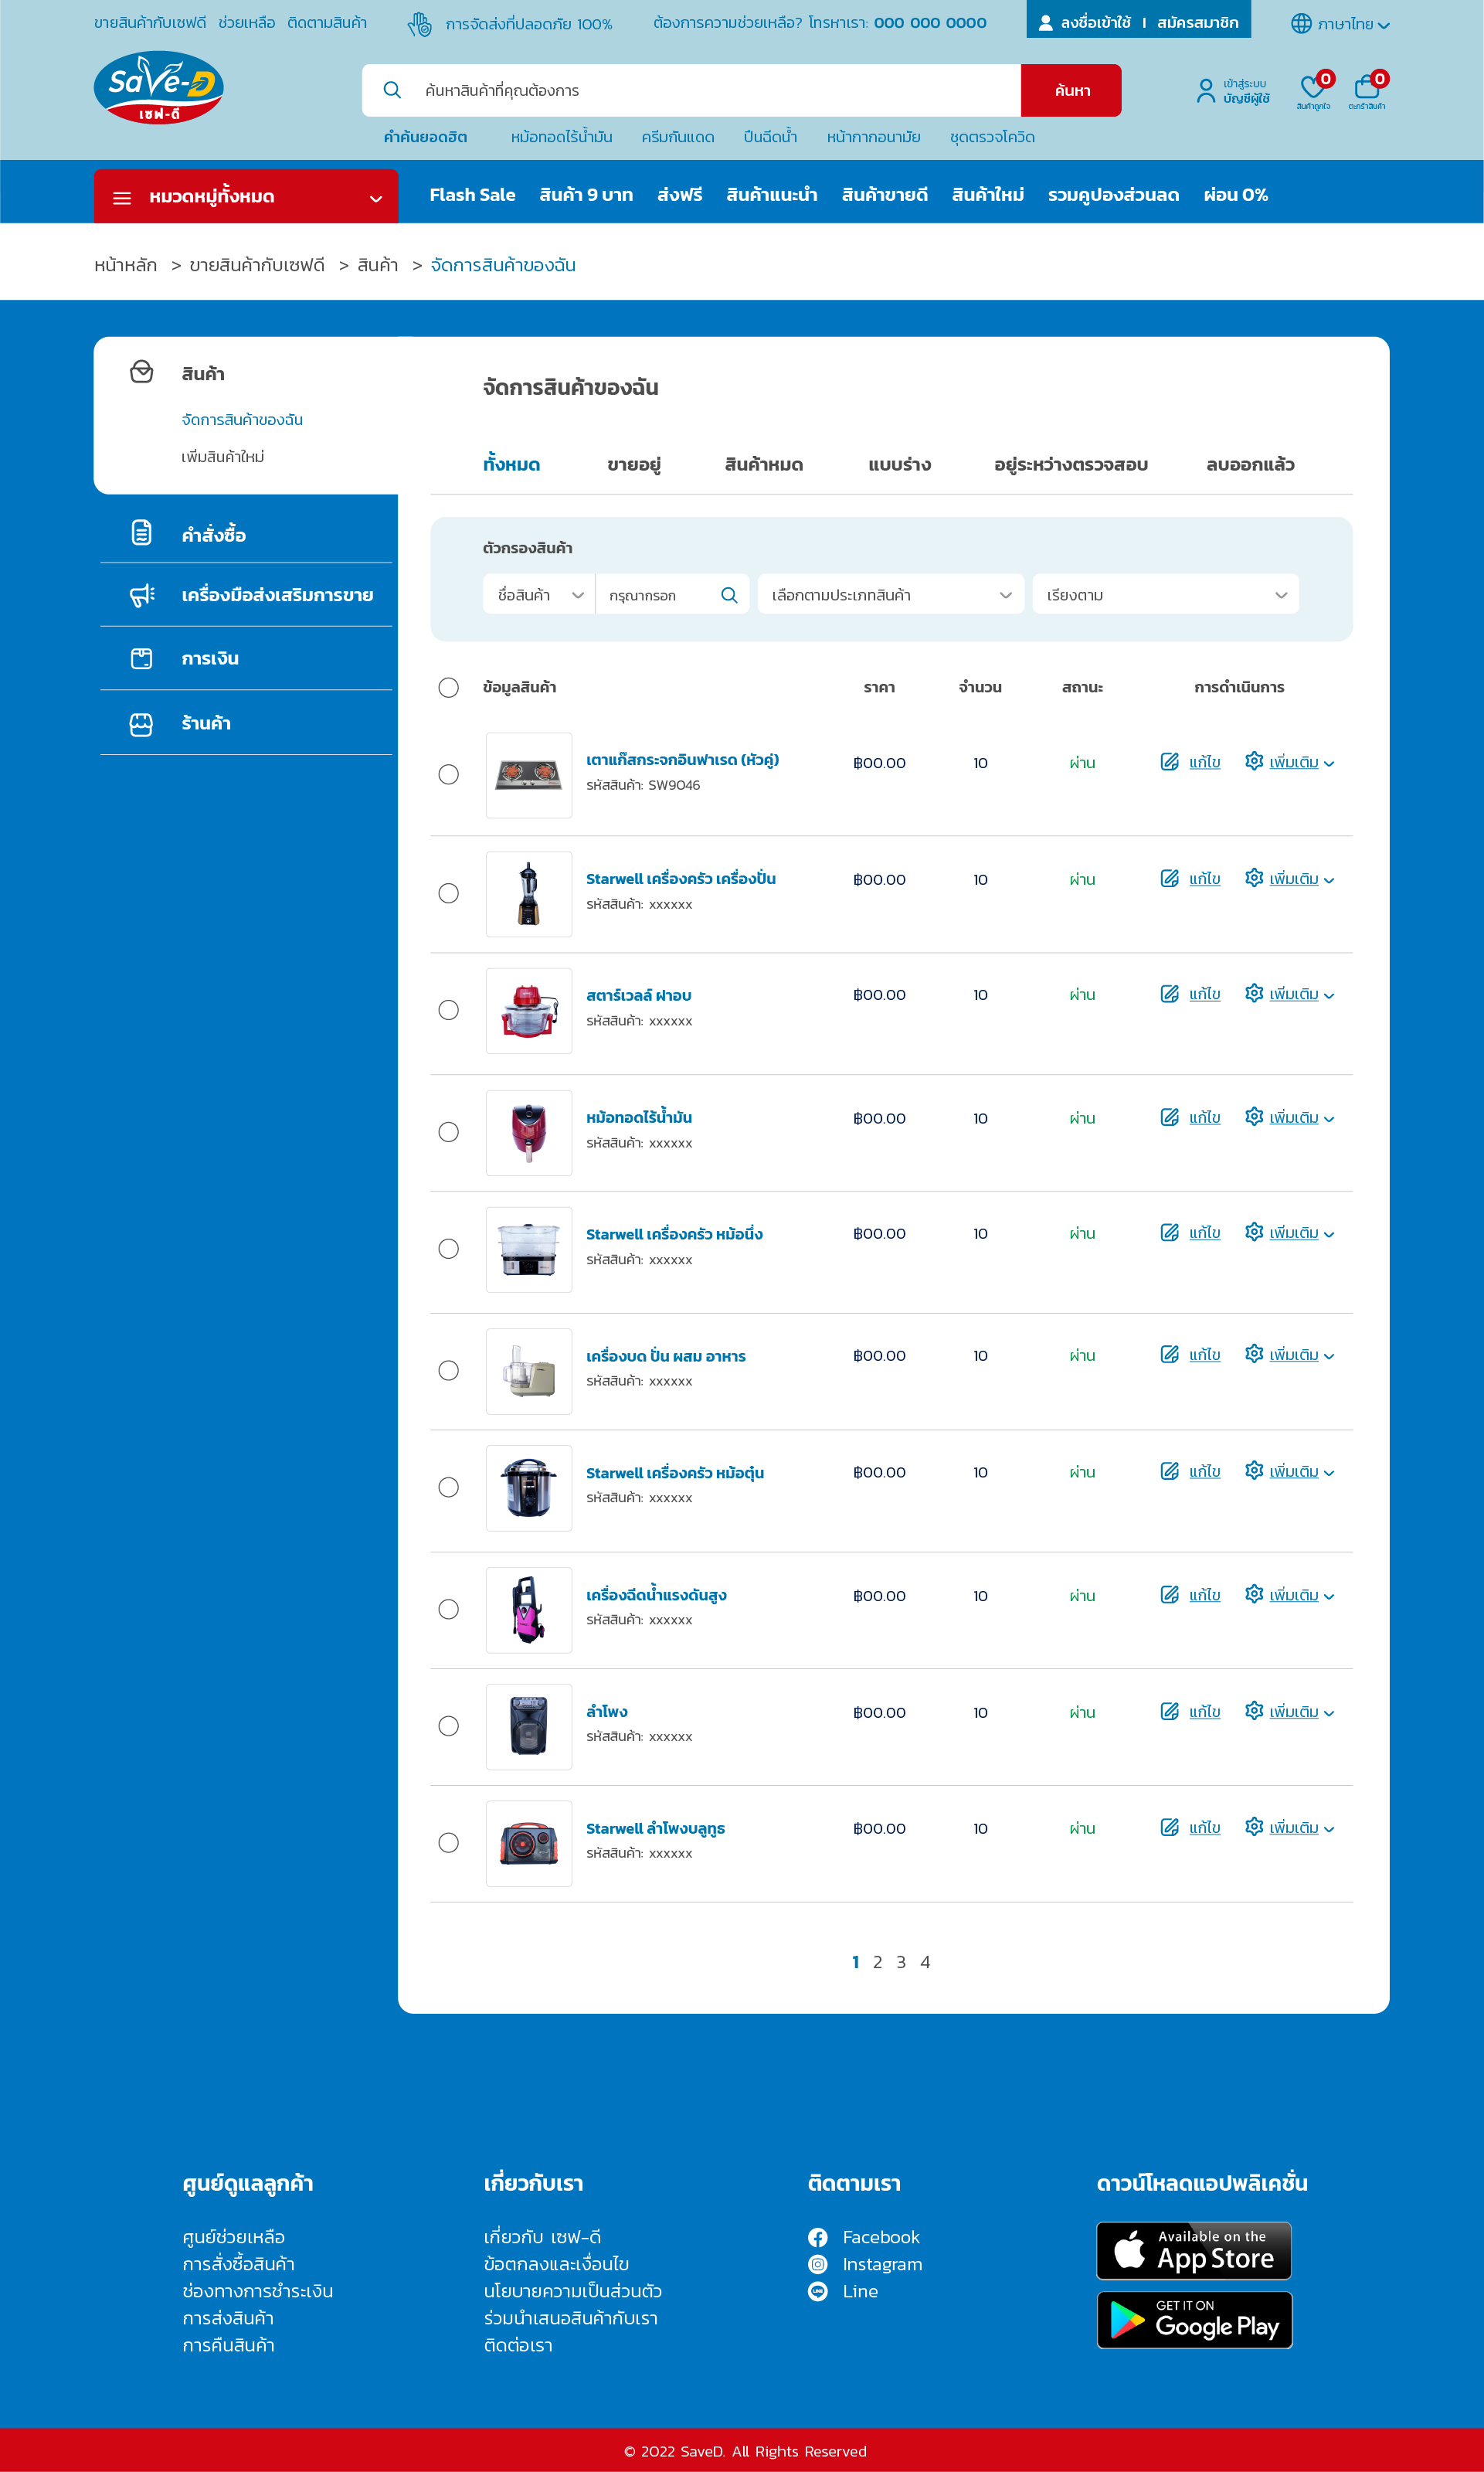 ขายสินค้ากับเซฟดี ช่วยเหลือ ติดตามสินค้า การจัดส่งที่ปลอดภัย 100% ต้องการความช่วยเหลือ? โทรหาเรา: 000 000 0000 ลงชื่อเข้าใช้ I สมัครสมาชิก ภาษาไทย
SaVe-D
เซฟ-ดี
ค้นหาสินค้าที่คุณต้องการ ค้นหา
เข้าสู่ระบบ
บัญชีผู้ใช้
0 0
สินค้าถูกใจ ตะกร้าสินค้า
คำค้นยอดฮิต หม้อทอดไร้น้ำมัน ครีมกันแดด ปืนฉีดน้ำ หน้ากากอนามัย ชุดตรวจโควิด
หมวดหมู่ทั้งหมด Flash Sale สินค้า 9 บาท ส่งฟรี สินค้าแนะนำ สินค้าขายดี สินค้าใหม่ รวมคูปองส่วนลด ผ่อน 0%
หน้าหลัก > ขายสินค้ากับเซฟดี > สินค้า > จัดการสินค้าของฉัน
สินค้า
จัดการสินค้าของฉัน
เพิ่มสินค้าใหม่
คำสั่งซื้อ
เครื่องมือส่งเสริมการขาย
การเงิน
ร้านค้า
จัดการสินค้าของฉัน
ทั้งหมด ขายอยู่ สินค้าหมด แบบร่าง อยู่ระหว่างตรวจสอบ ลบออกแล้ว
ตัวกรองสินค้า
ชื่อสินค้า กรุณากรอก เลือกตามประเภทสินค้า เรียงตาม
ข้อมูลสินค้า ราคา จำนวน สถานะ การดำเนินการ
เตาแก๊สกระจกอินฟาเรด (หัวคู่) ฿00.00 10 ผ่าน แก้ไข เพิ่มเติม
รหัสสินค้า: SW9046
Starwell เครื่องครัว เครื่องปั่น ฿00.00 10 ผ่าน แก้ไข เพิ่มเติม
รหัสสินค้า: xxxxxx
สตาร์เวลล์ ฝาอบ ฿00.00 10 ผ่าน แก้ไข เพิ่มเติม
รหัสสินค้า: xxxxxx
หม้อทอดไร้น้ำมัน ฿00.00 10 ผ่าน แก้ไข เพิ่มเติม
รหัสสินค้า: xxxxxx
Starwell เครื่องครัว หม้อนึ่ง ฿00.00 10 ผ่าน แก้ไข เพิ่มเติม
รหัสสินค้า: xxxxxx
เครื่องบด ปั่น ผสม อาหาร ฿00.00 10 ผ่าน แก้ไข เพิ่มเติม
รหัสสินค้า: xxxxxx
Starwell เครื่องครัว หม้อตุ๋น ฿00.00 10 ผ่าน แก้ไข เพิ่มเติม
รหัสสินค้า: xxxxxx
เครื่องฉีดน้ำแรงดันสูง ฿00.00 10 ผ่าน แก้ไข เพิ่มเติม
รหัสสินค้า: xxxxxx
ลำโพง ฿00.00 10 ผ่าน แก้ไข เพิ่มเติม
รหัสสินค้า: xxxxxx
Starwell ลำโพงบลูทูธ ฿00.00 10 ผ่าน แก้ไข เพิ่มเติม
รหัสสินค้า: xxxxxx
1 2 3 4
ศูนย์ดูแลลูกค้า
ศูนย์ช่วยเหลือ
การสั่งซื้อสินค้า
ช่องทางการชำระเงิน
การส่งสินค้า
การคืนสินค้า
เกี่ยวกับเรา
เกี่ยวกับ เซฟ-ดี
ข้อตกลงและเงื่อนไข
นโยบายความเป็นส่วนตัว
ร่วมนำเสนอสินค้ากับเรา
ติดต่อเรา
ติดตามเรา
Facebook
Instagram
LINE Line
ดาวน์โหลดแอปพลิเคชั่น
Available on the
App Store
GET IT ON
Google Play
© 2022 SaveD. All Rights Reserved